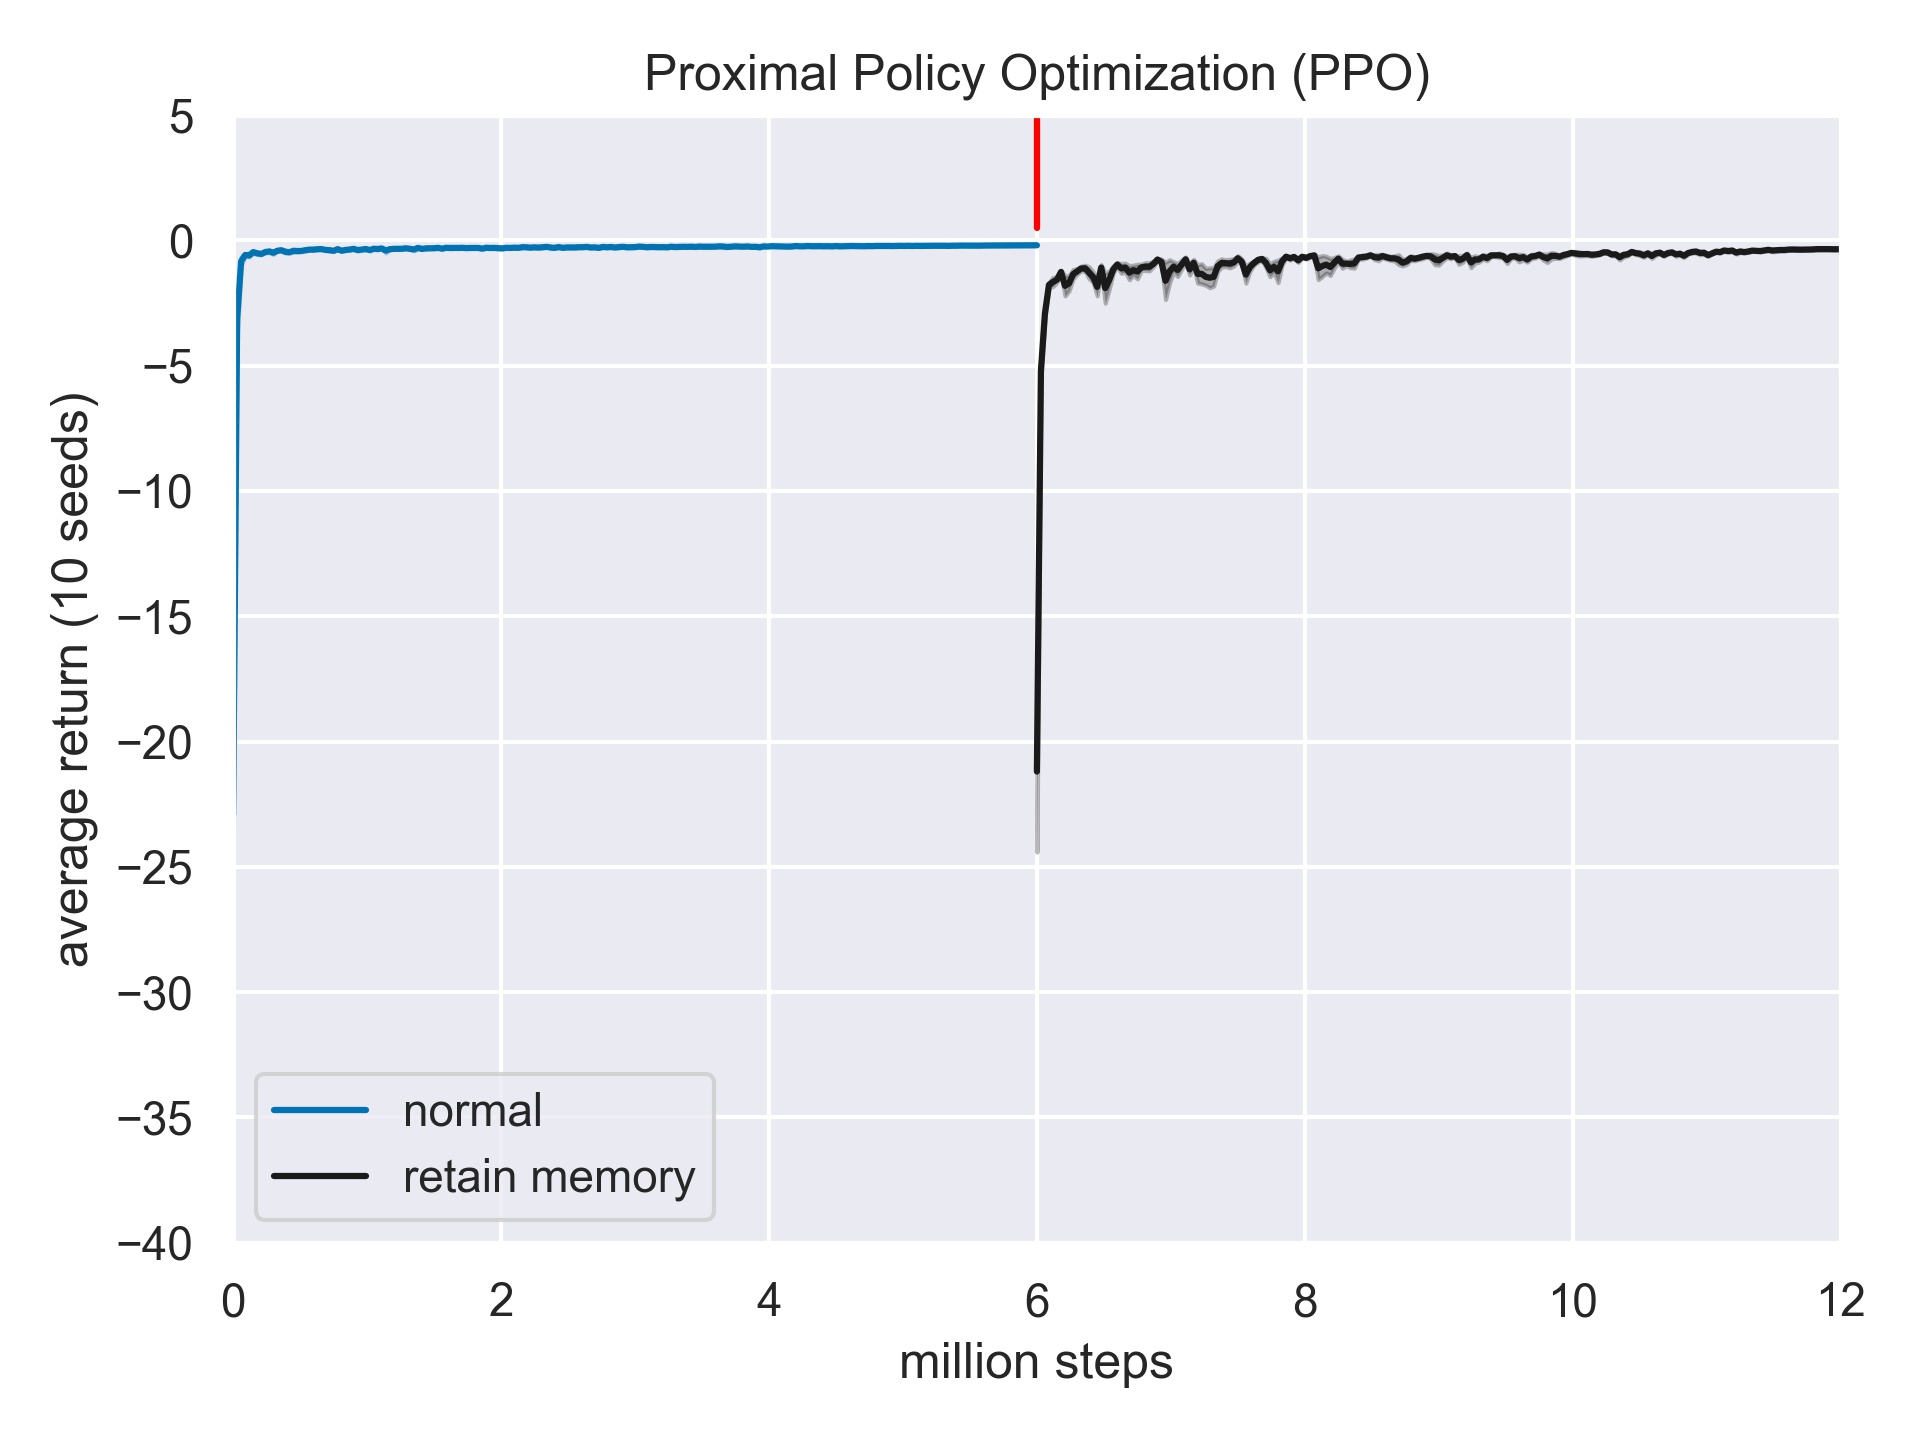 Proximal Policy Optimization (PPO)
5
0
−5
−10
−15
−20
−25
−30
−35
−40
average return (10 seeds)
normal
retain memory
0 2 4 6 8 10 12
million steps